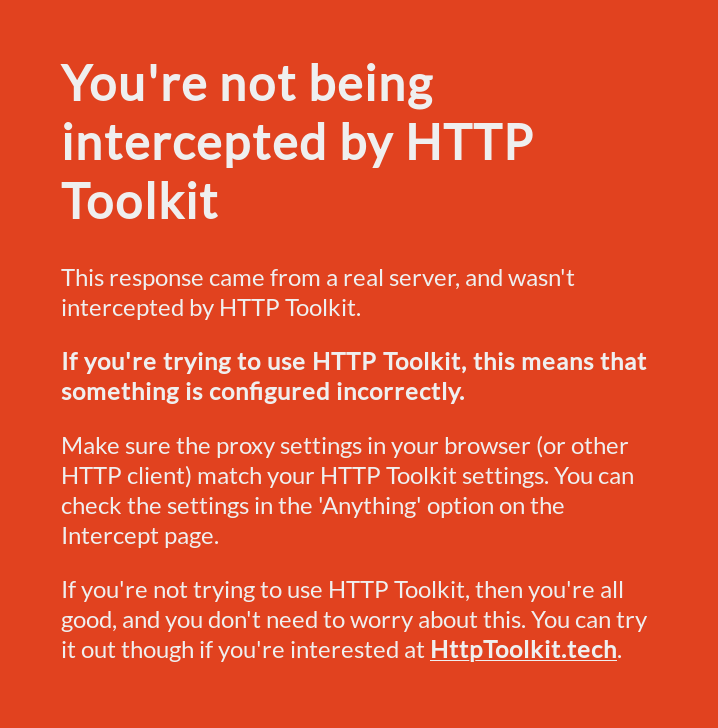 You're not being
intercepted by HTTP
Toolkit
This response came from a real server, and wasn't
intercepted by HTTP Toolkit.
If you're trying to use HTTP Toolkit, this means that
something is configured incorrectly.
Make sure the proxy settings in your browser (or other
HTTP client) match your HTTP Toolkit settings. You can
check the settings in the 'Anything' option on the
Intercept page.
If you're not trying to use HTTP Toolkit, then you're all
good, and you don't need to worry about this. You can try
it out though if you're interested at HttpToolkit.tech.